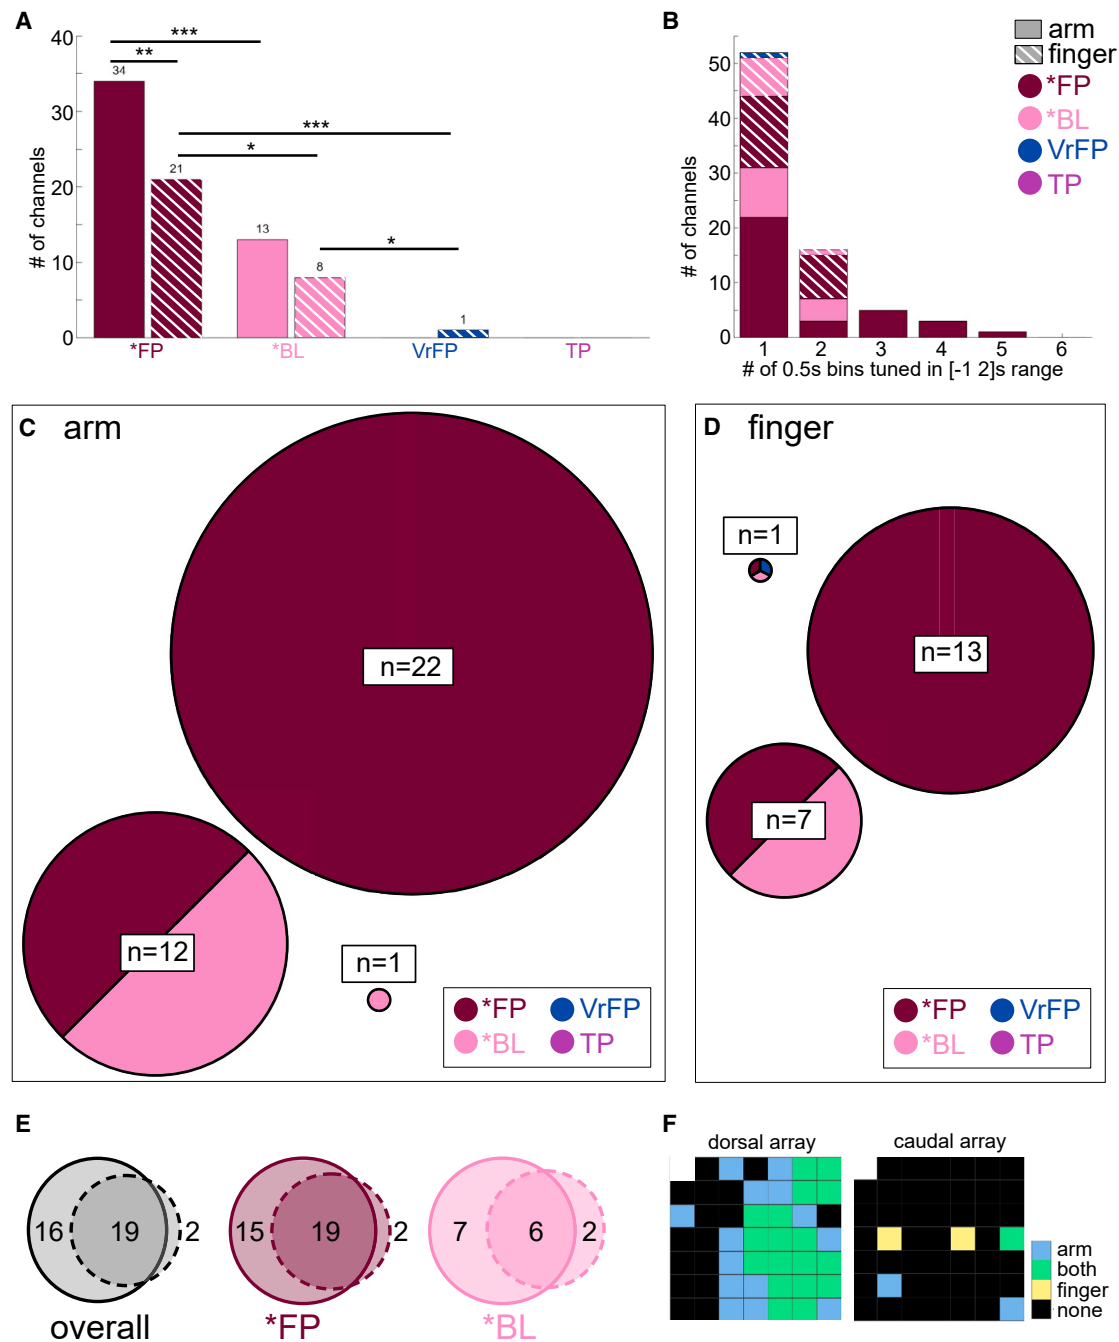 A
# of channels
40
30
20
10
0
***
**
34
21
***
*
13
8
*
1
*FP
*BL
VrFP
TP
B
# of channels
50
40
30
20
10
0
1 2 3 4 5 6
# of 0.5s bins tuned in [-1 2]s range
arm
finger
*FP
*BL
VrFP
TP
C arm
n=22
n=12
n=1
*FP VrFP
*BL TP
D finger
n=1
n=13
n=7
*FP VrFP
*BL TP
E
16 19 2
overall
15 19 2
*FP
7 6 2
*BL
F
dorsal array
caudal array
arm
both
finger
none